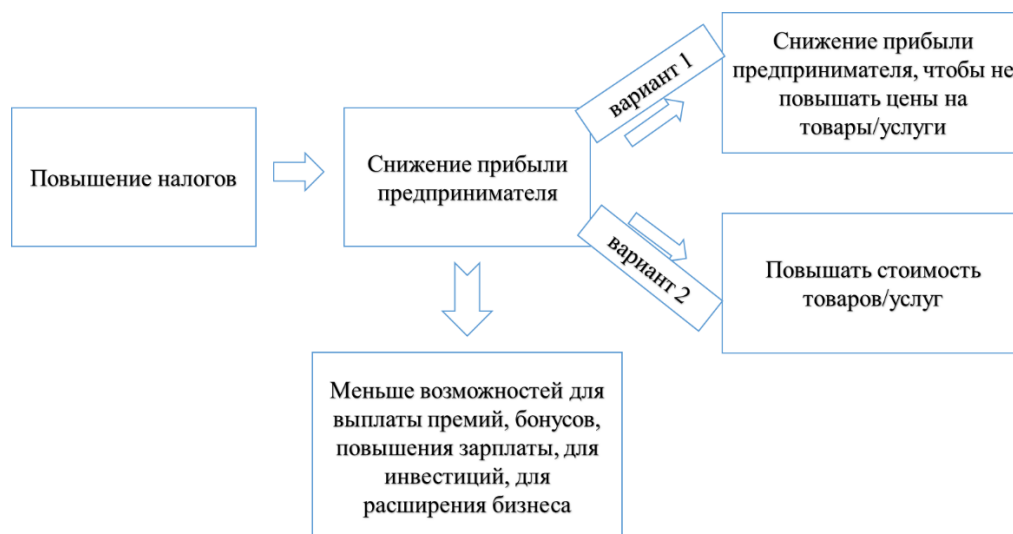 Повышение налогов
Снижение прибыли
предпринимателя
вариант 1
Снижение прибыли
предпринимателя, чтобы не
повышать цены на
товары/услуги
вариант 2
Повышать стоимость
товаров/услуг
Меньше возможностей для
выплаты премий, бонусов,
повышения зарплаты, для
инвестиций, для
расширения бизнеса